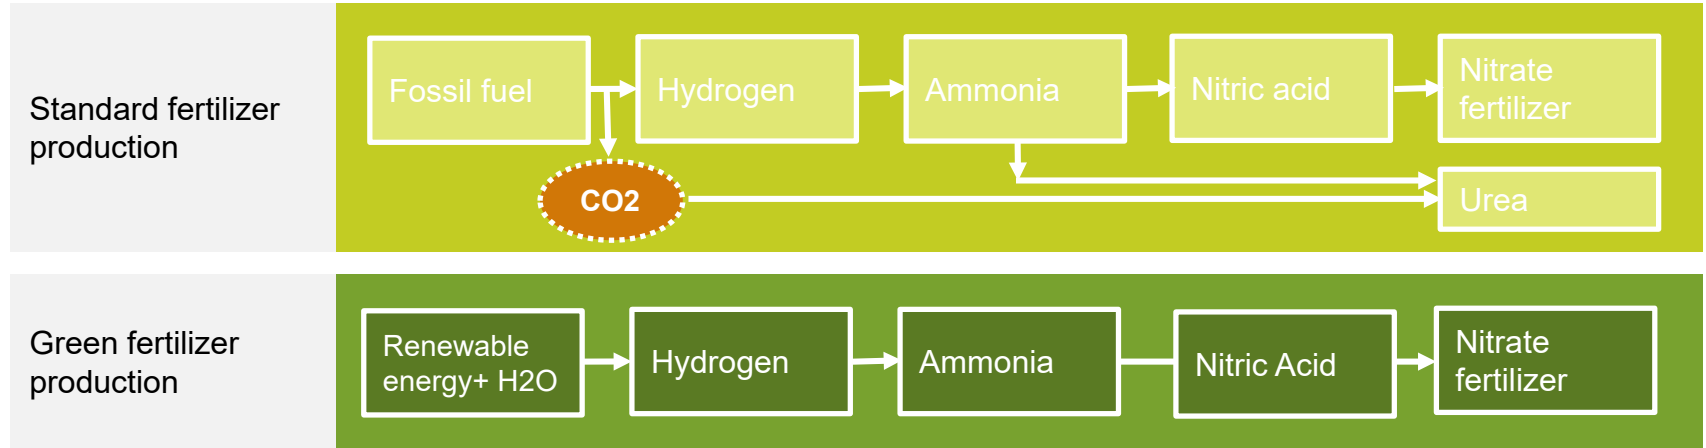 Standard fertilizer
production
Fossil fuel
Hydrogen
Ammonia
Nitric acid
Nitrate
fertilizer
CO2
Urea
Green fertilizer
production
Renewable
energy+ H2O
Hydrogen
Ammonia
Nitric Acid
Nitrate
fertilizer